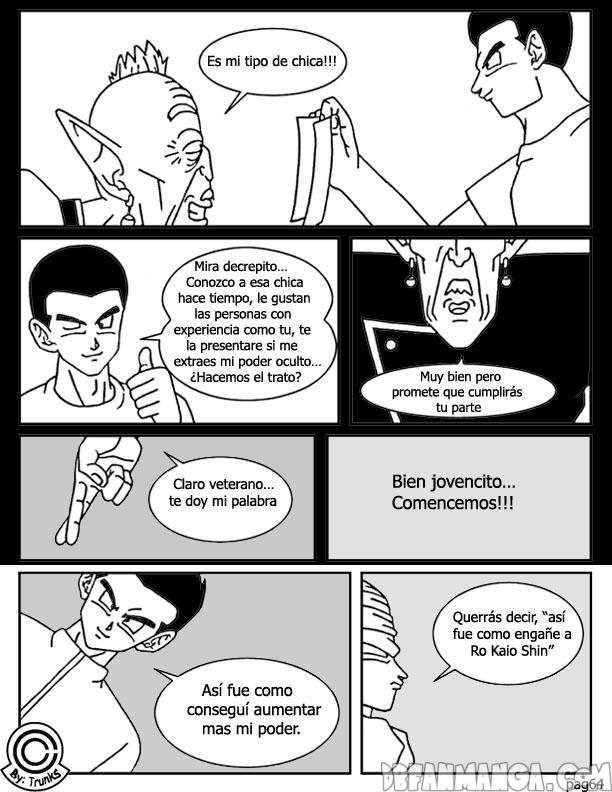 Es mi tipo de chica!!!
Mira decrepito...
Conozco a esa chica
hace tiempo, le gustan
las personas con
experiencia como tu, te
la presentare si me
extraes mi poder oculto...
¿Hacemos el trato?
Muy bien pero
promete que cumplirás
tu parte
Claro veterano...
te doy mi palabra
Bien jovencito...
Comencemos!!!
Así fue como
conseguí aumentar
mas mi poder.
Querrás decir, “así
fue como engañe a
Ro Kaio Shin”
By: Trunks
DBFANMANGA.COM
pag64